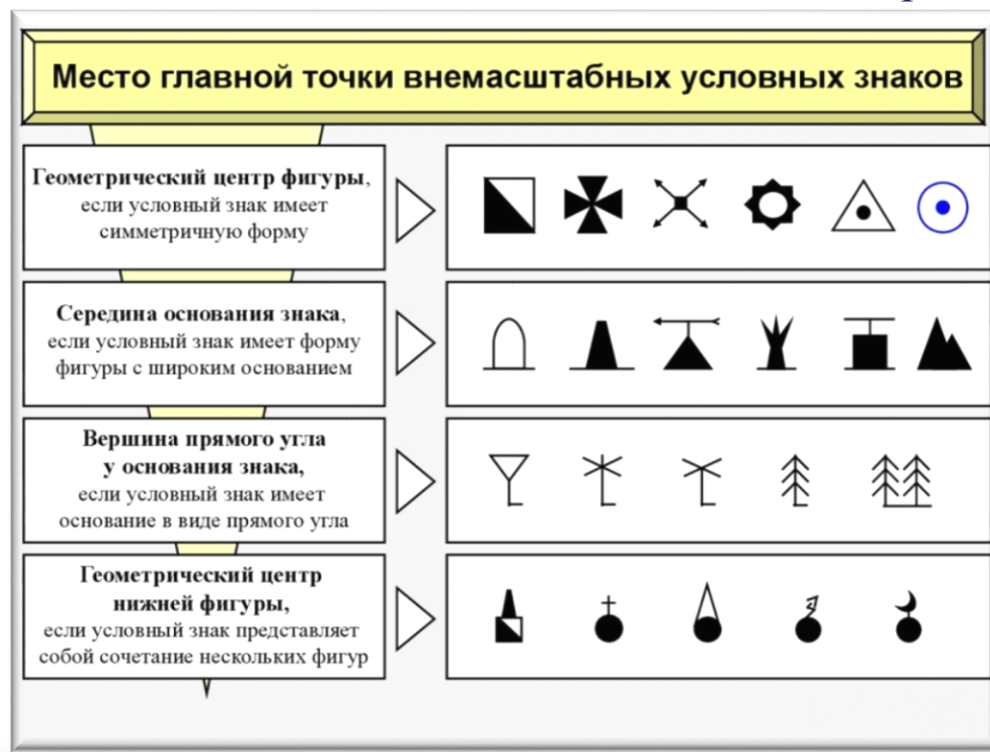 Место главной точки внемасштабных условных знаков
Геометрический центр фигуры,
если условный знак имеет
симметричную форму
Середина основания знака,
если условный знак имеет форму
фигуры с широким основанием
Вершина прямого угла
у основания знака,
если условный знак имеет
основание в виде прямого угла
Геометрический центр
нижней фигуры,
если условный знак представляет
собой сочетание нескольких фигур